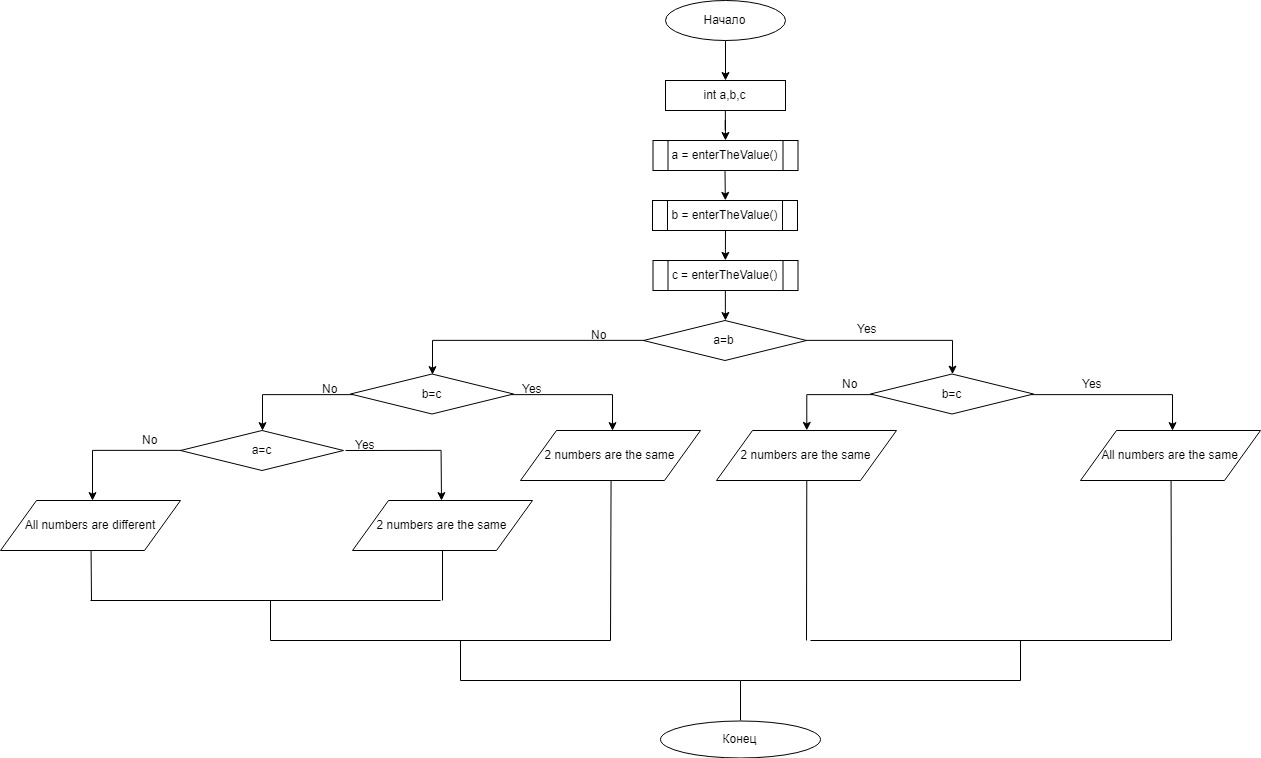 Начало
int a,b,c
a = enterTheValue()
b = enterTheValue()
c = enterTheValue()
No
a=b
Yes
No
b=c
Yes
No
b=c
Yes
No
a=c
Yes
2 numbers are the same
2 numbers are the same
All numbers are the same
All numbers are different
2 numbers are the same
Конец